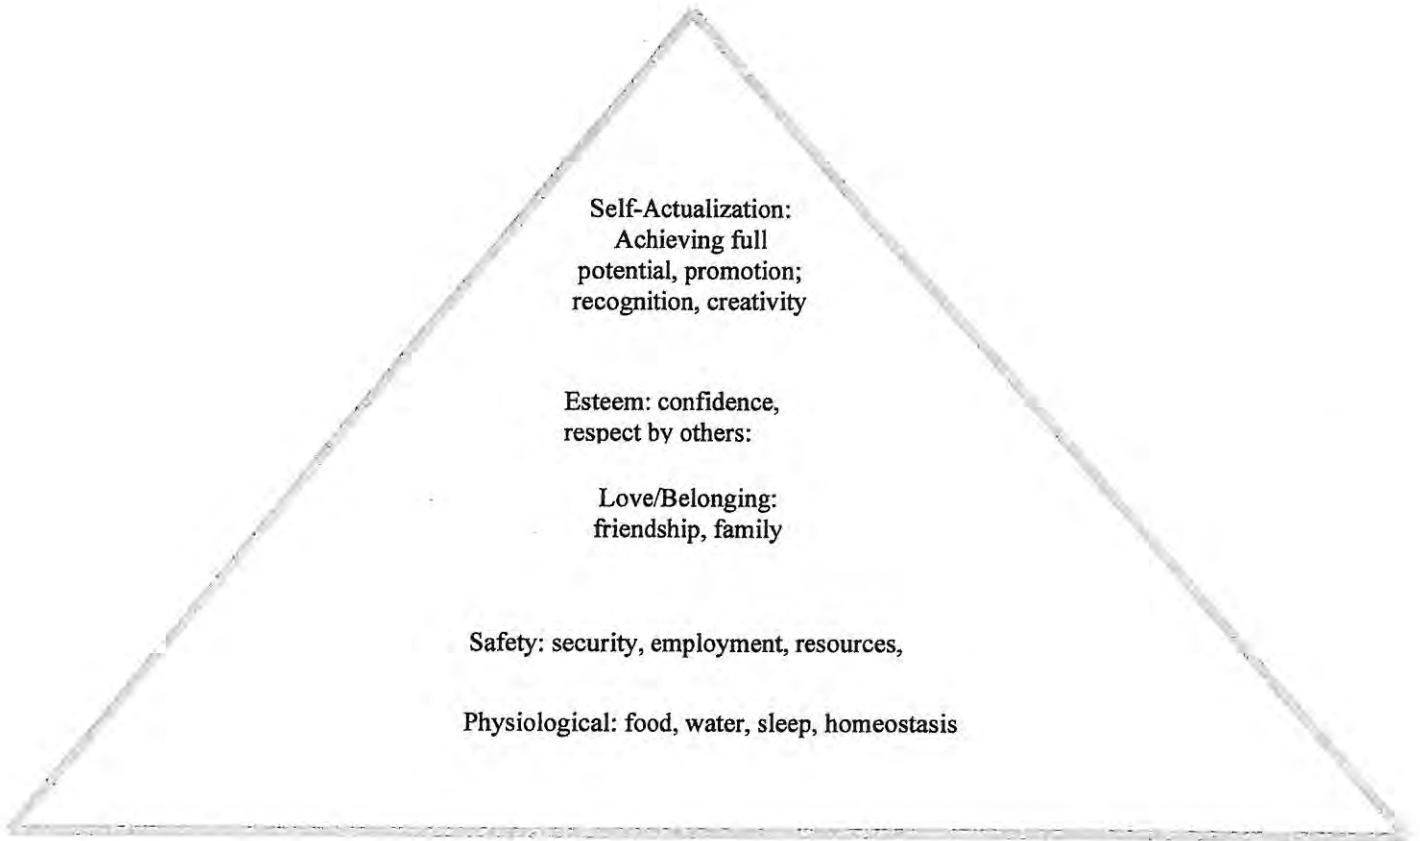 Self-Actualization:
Achieving full
potential, promotion;
recognition, creativity
Esteem: confidence,
respect by others:
Love/Belonging:
friendship, family
Safety: security, employment, resources,
Physiological: food, water, sleep, homeostasis